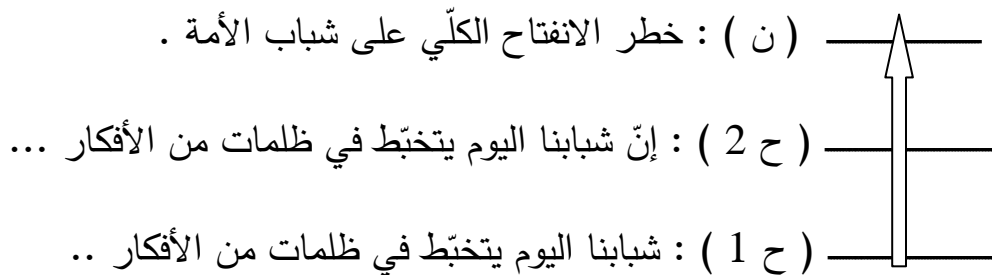 ( ن ) : خطر الانفتاح الكلّي على شباب الأمة .
( ح 2 ) : إنّ شبابنا اليوم يتخبّط في ظلمات من الأفكار ...
( ح 1 ) : شبابنا اليوم يتخبّط في ظلمات من الأفكار ..